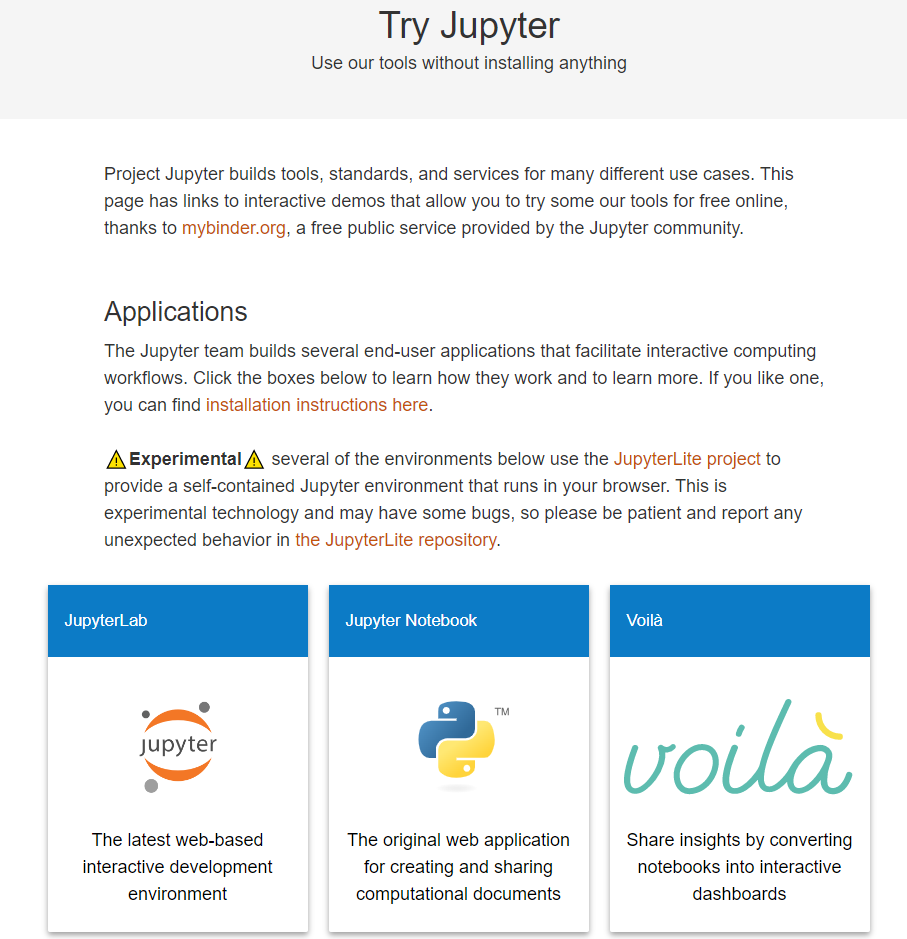 Try Jupyter
Use our tools without installing anything
Project Jupyter builds tools, standards, and services for many different use cases. This
page has links to interactive demos that allow you to try some our tools for free online,
thanks to mybinder.org, a free public service provided by the Jupyter community.
Applications
The Jupyter team builds several end-user applications that facilitate interactive computing
workflows. Click the boxes below to learn how they work and to learn more. If you like one,
you can find installation instructions here.
⚠Experimental⚠ several of the environments below use the JupyterLite project to
provide a self-contained Jupyter environment that runs in your browser. This is
experimental technology and may have some bugs, so please be patient and report any
unexpected behavior in the JupyterLite repository.
JupyterLab
jupyter
The latest web-based
interactive development
environment
Jupyter Notebook
TM
The original web application
for creating and sharing
computational documents
Voilà
voilà
Share insights by converting
notebooks into interactive
dashboards